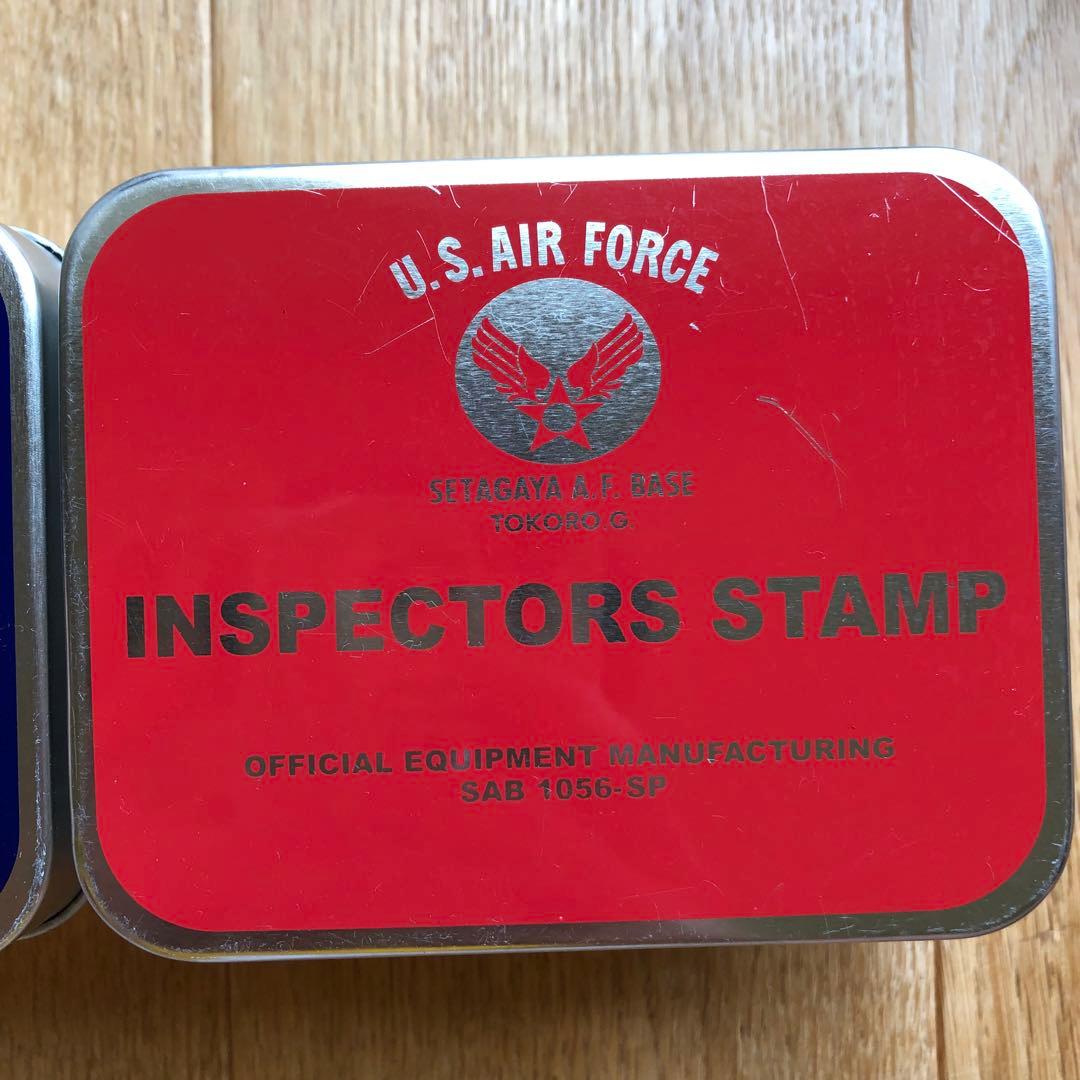 U.S. AIR FORCE
SETAGAYA A.F. BASE
TOKORO.G.
INSPECTORS STAMP
OFFICIAL EQUIPMENT MANUFACTURING
SAB 1056-SP